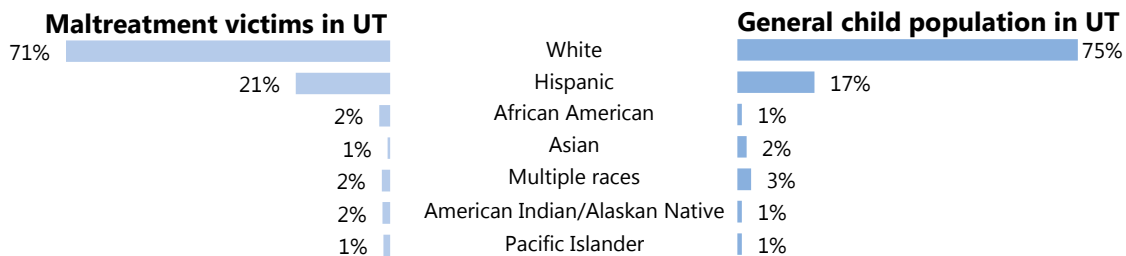 Maltreatment victims in UT
General child population in UT
71% White 75%
21% Hispanic 17%
2% African American 1%
1% Asian 2%
2% Multiple races 3%
2% American Indian/Alaskan Native 1%
1% Pacific Islander 1%